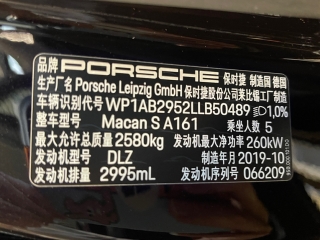 品牌 PORSCHE 保时捷 制造国 德国
生产厂名 Porsche Leipzig GmbH 保时捷股份公司莱比锡工厂制造
车辆识别代号 WP1AB2952LLB50489 1,0%
整车型号 Macan S A161 乘坐人数 5
最大允许总质量 2580kg 发动机最大净功率 260kW
发动机型号 DLZ 制造年月 2019-10
发动机排量 2995mL 发动机序列号 066209